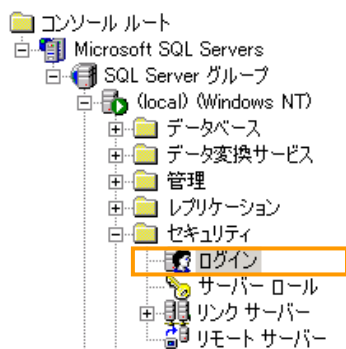 コンソール ルート
Microsoft SQL Servers
SQL Server グループ
(local) (Windows NT)
データベース
データ変換サービス
管理
レプリケーション
セキュリティ
ログイン
サーバー ロール
リンク サーバー
リモート サーバー